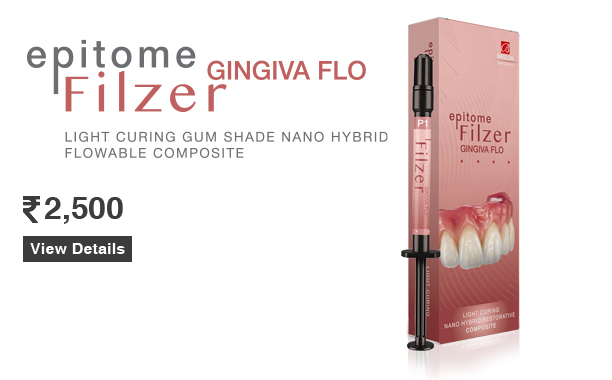 epitome
Filzer
GINGIVA FLO
LIGHT CURING GUM SHADE NANO HYBRID
FLOWABLE COMPOSITE
₹2,500
View Details
P1
Filzer
LIGHT CURING
epitome
Filzer
GINGIVA FLO
LIGHT CURING
NANO HYBRID RESTORATIVE
COMPOSITE